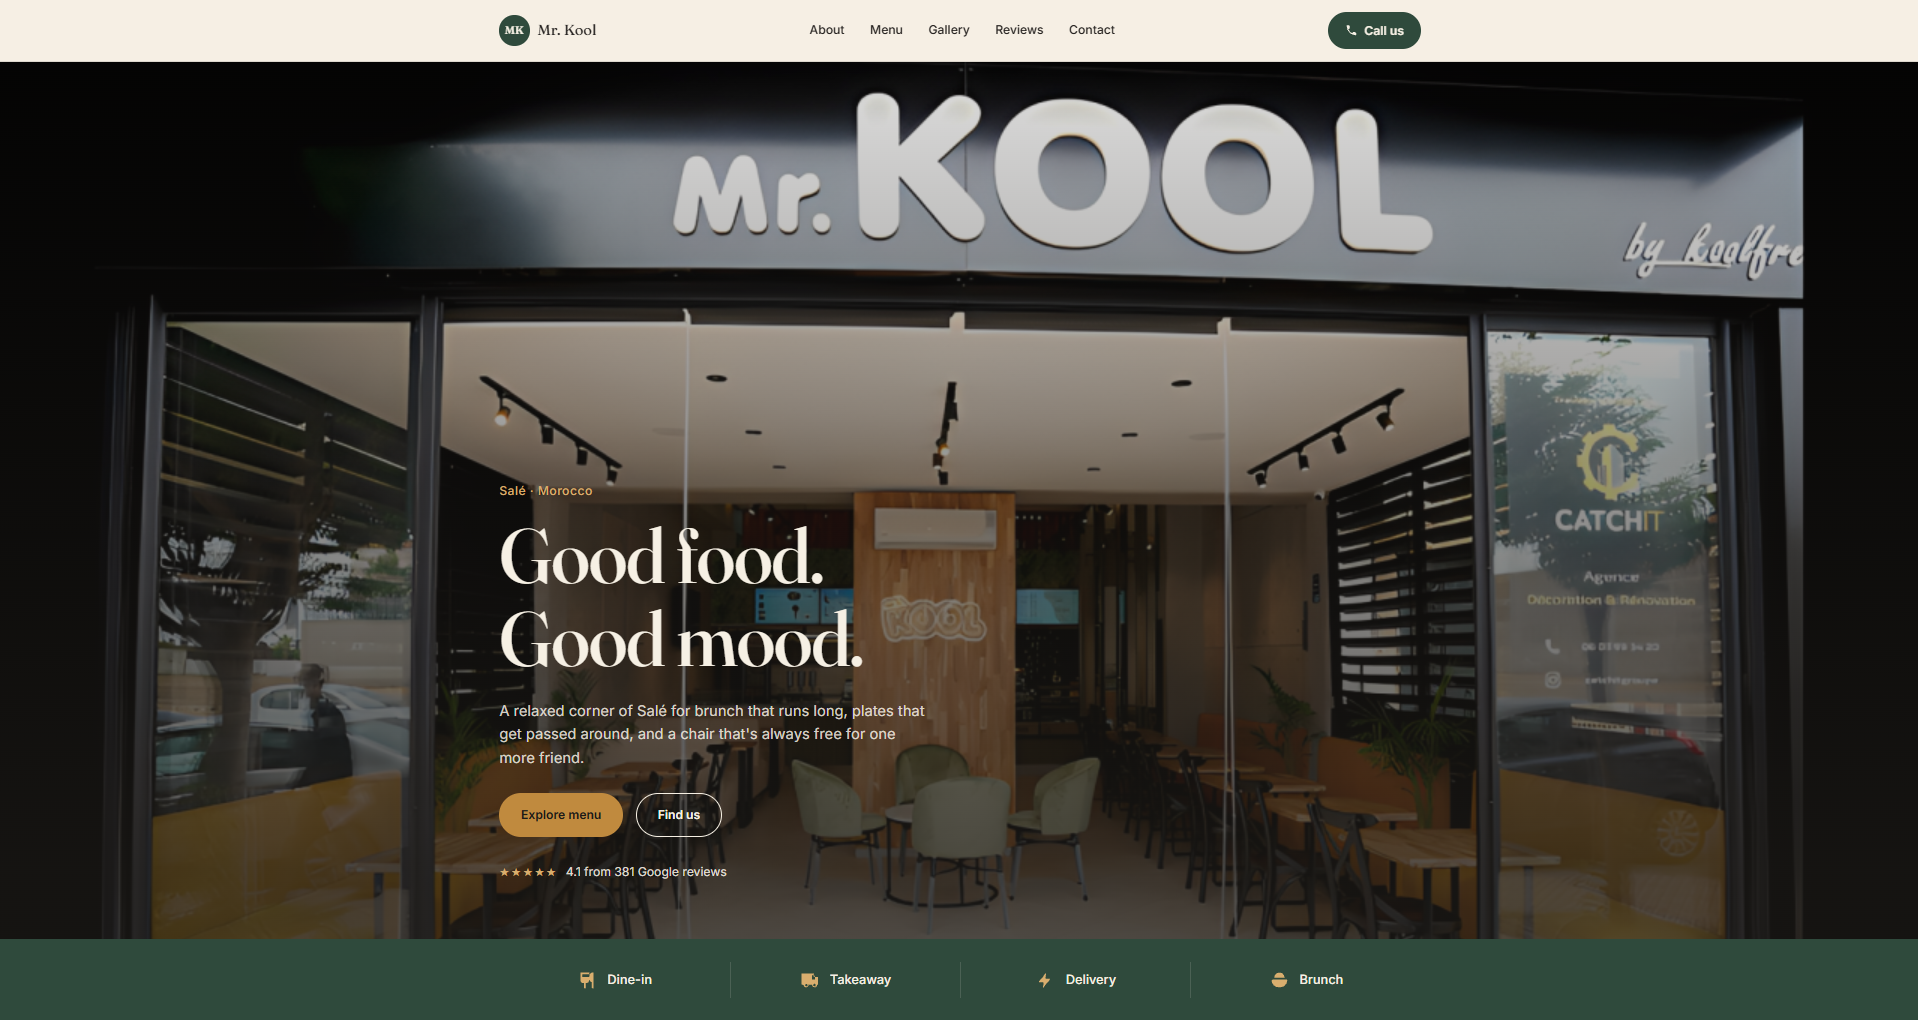 MK Mr. Kool
About Menu Gallery Reviews Contact
Call us
Mr. KOOL
by koolfre
CATCHIT
Agence
Décoration & Rénovation
Salé · Morocco
Good food.
Good mood.
KOOL
A relaxed corner of Salé for brunch that runs long, plates that
get passed around, and a chair that's always free for one
more friend.
Explore menu Find us
★★★★★ 4.1 from 381 Google reviews
Dine-in Takeaway Delivery Brunch